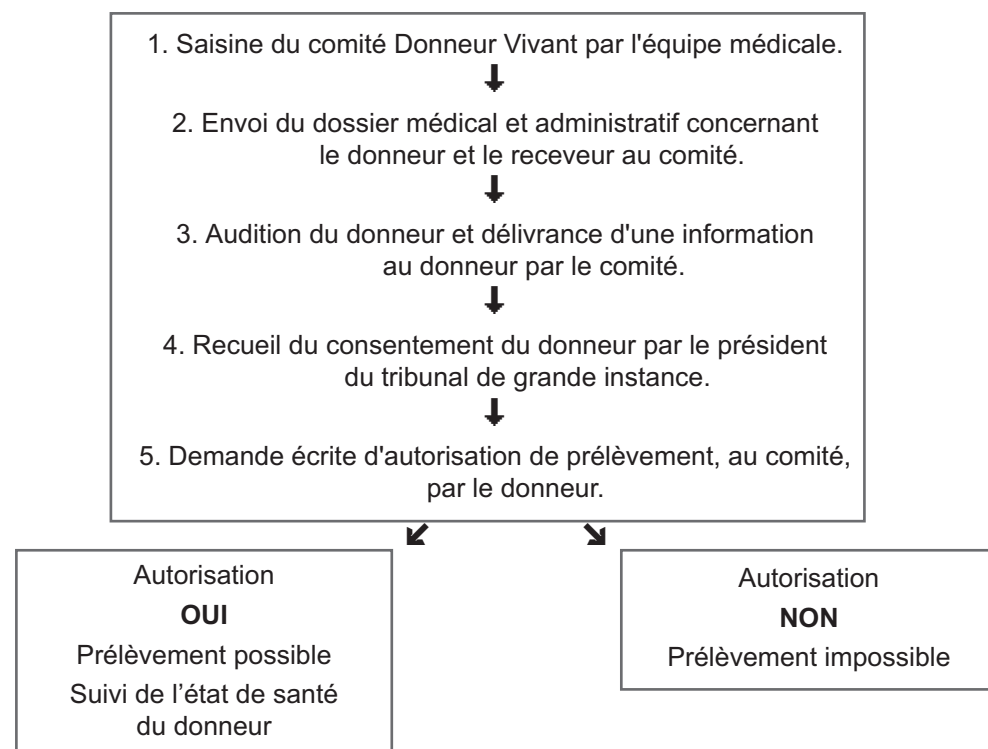 1. Saisine du comité Donneur Vivant par l'équipe médicale.
2. Envoi du dossier médical et administratif concernant
le donneur et le receveur au comité.
3. Audition du donneur et délivrance d'une information
au donneur par le comité.
4. Recueil du consentement du donneur par le président
du tribunal de grande instance.
5. Demande écrite d'autorisation de prélèvement, au comité,
par le donneur.
Autorisation
OUI
Prélèvement possible
Suivi de l’état de santé
du donneur
Autorisation
NON
Prélèvement impossible